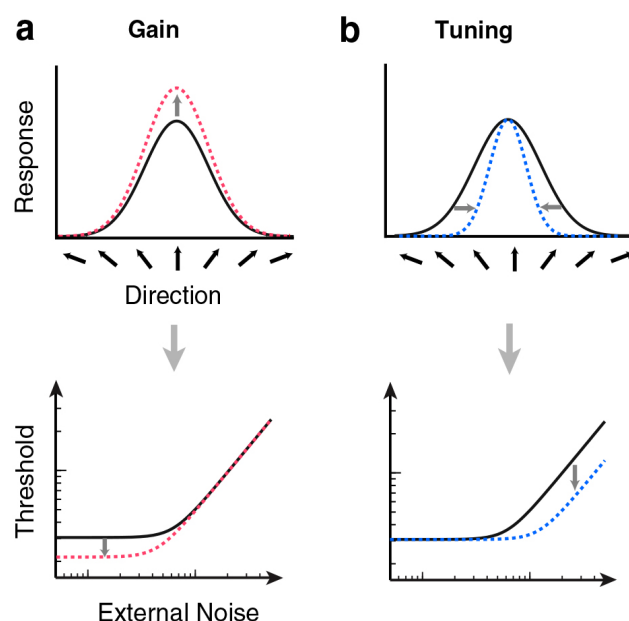 a
Gain
b
Tuning
Response
Direction
Threshold
External Noise